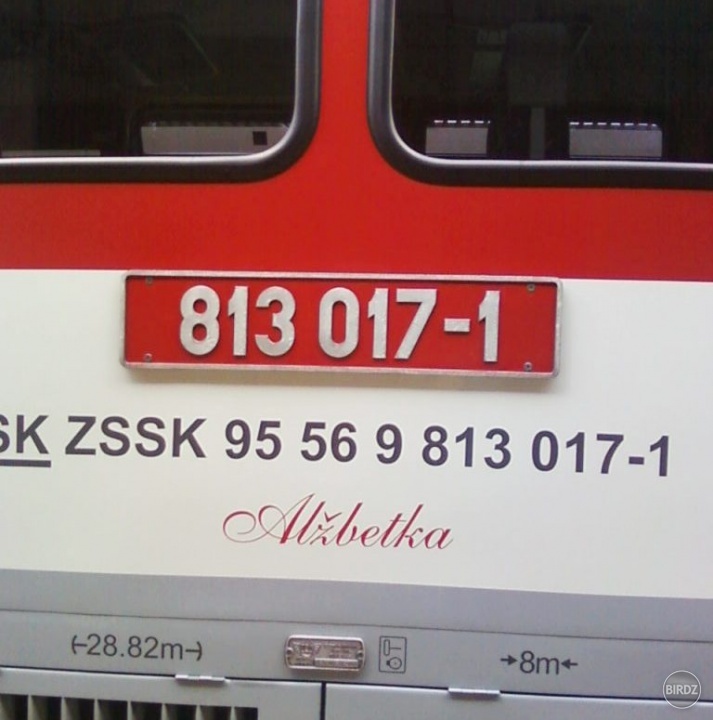 813 017-1
SK ZSSK 95 56 9 813 017-1
Alžbetka
28.82m
8m
BIRDZ